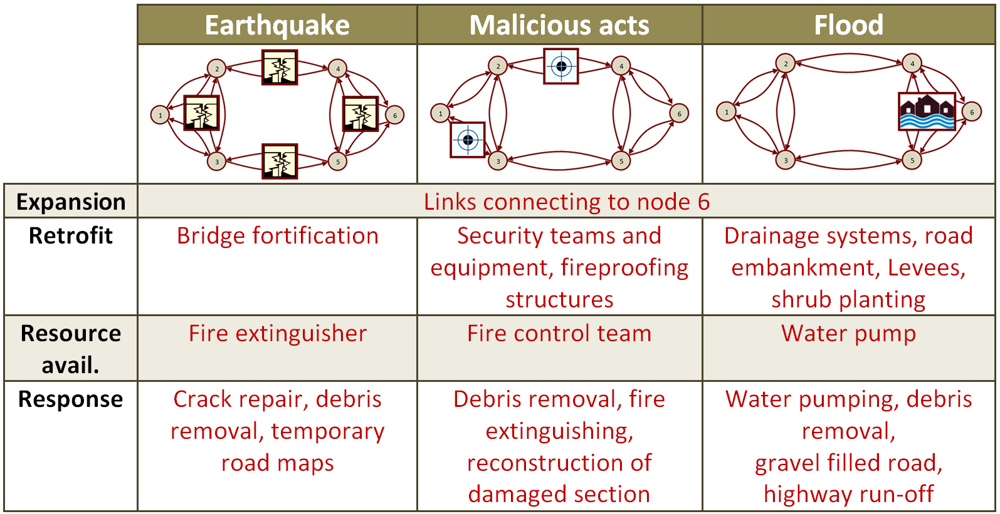 Earthquake Malicious acts Flood
2 4 1 6 3 5
2 4 1 6 3 5
2 4 1 6 3 5
Expansion Links connecting to node 6
Retrofit
Bridge fortification
Security teams and
equipment, fireproofing
structures
Drainage systems, road
embankment, Levees,
shrub planting
Resource
avail.
Fire extinguisher
Fire control team
Water pump
Response
Crack repair, debris
removal, temporary
road maps
Debris removal, fire
extinguishing,
reconstruction of
damaged section
Water pumping, debris
removal,
gravel filled road,
highway run-off